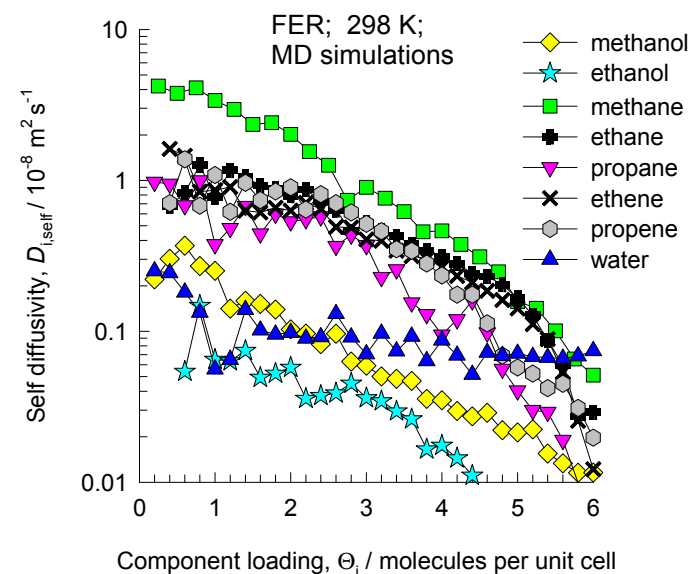 FER; 298 K;
MD simulations
methanol
ethanol
methane
ethane
propane
ethene
propene
water
Self diffusivity, D_{i,self} / 10^{-8} m^{2} s^{-1}
10
1
0.1
0.01
0 1 2 3 4 5 6
Component loading, Θ_{i} / molecules per unit cell